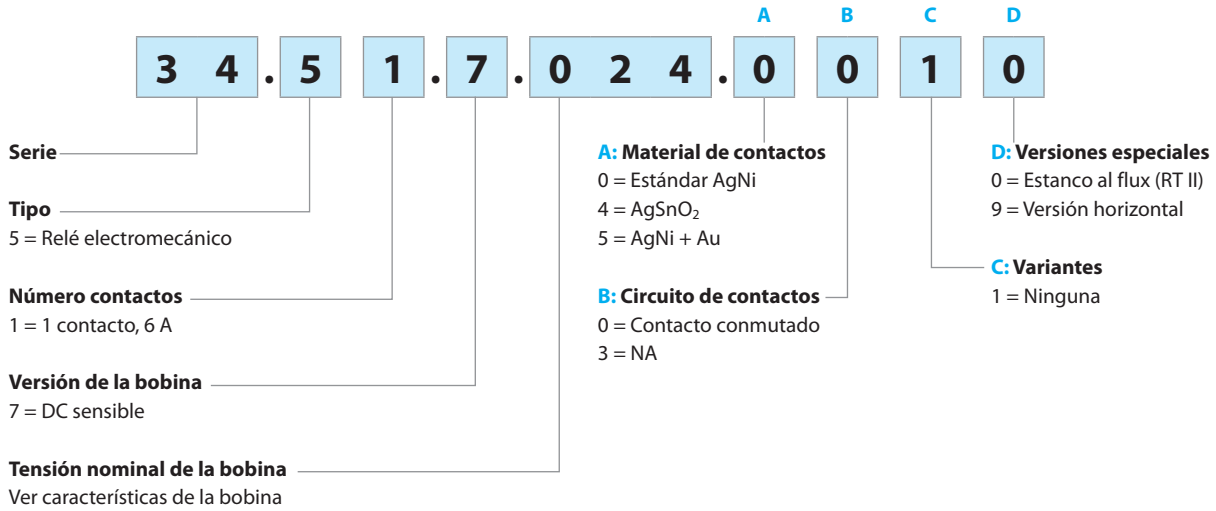 A B C D
3 4 . 5 1 . 7 . 0 2 4 . 0 0 1 0
Serie
Tipo
5 = Relé electromecánico
Número contactos
1 = 1 contacto, 6 A
Versión de la bobina
7 = DC sensible
Tensión nominal de la bobina
Ver características de la bobina
A: Material de contactos
0 = Estándar AgNi
4 = AgSnO₂
5 = AgNi + Au
B: Circuito de contactos
0 = Contacto conmutado
3 = NA
D: Versiones especiales
0 = Estanco al flux (RT II)
9 = Versión horizontal
C: Variantes
1 = Ninguna